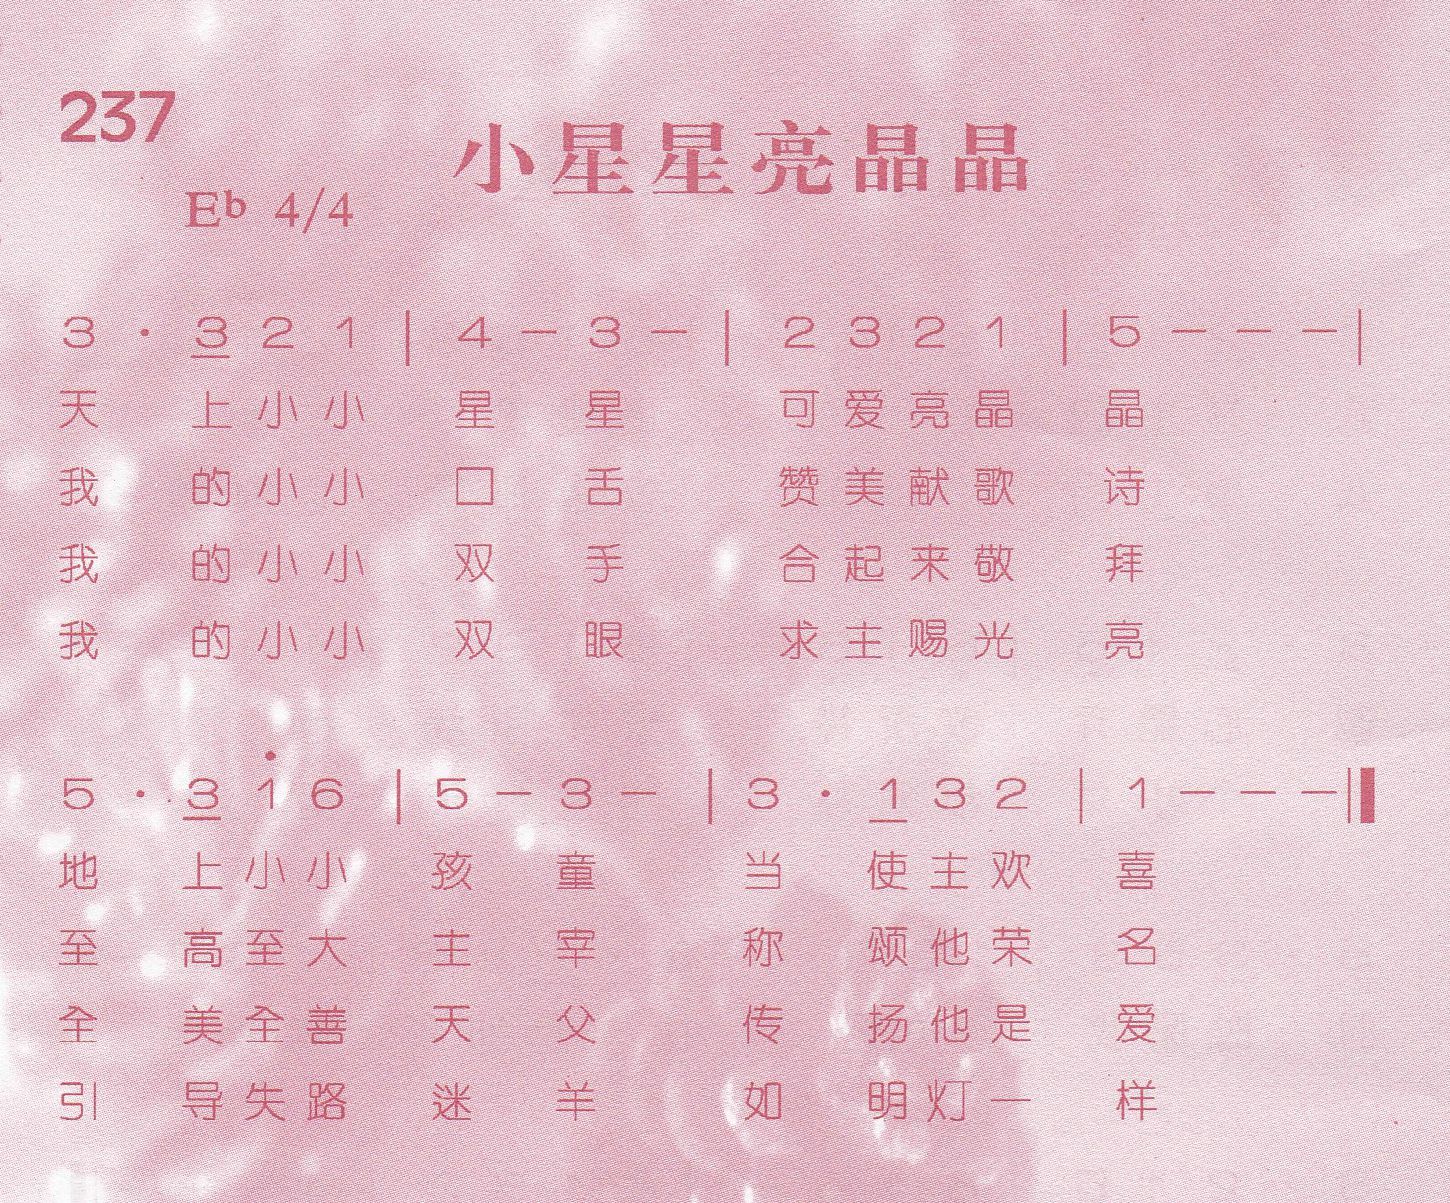 237
小星星亮晶晶
E♭ 4/4
3 · 3 2 1 | 4 – 3 – | 2 3 2 1 | 5 – – – |
天 上小小 星 星 可爱亮晶 晶
我 的小小 口 舌 赞美献歌 诗
我 的小小 双 手 合起来敬 拜
我 的小小 双 眼 求主赐光 亮
5 · 3 1̇ 6 | 5 – 3 – | 3 · 1 3 2 | 1 – – – ‖
地 上小小 孩 童 当 使主欢 喜
至 高至大 主 宰 称 颂他荣 名
全 美全善 天 父 传 扬他是 爱
引 导失路 迷 羊 如 明灯一 样